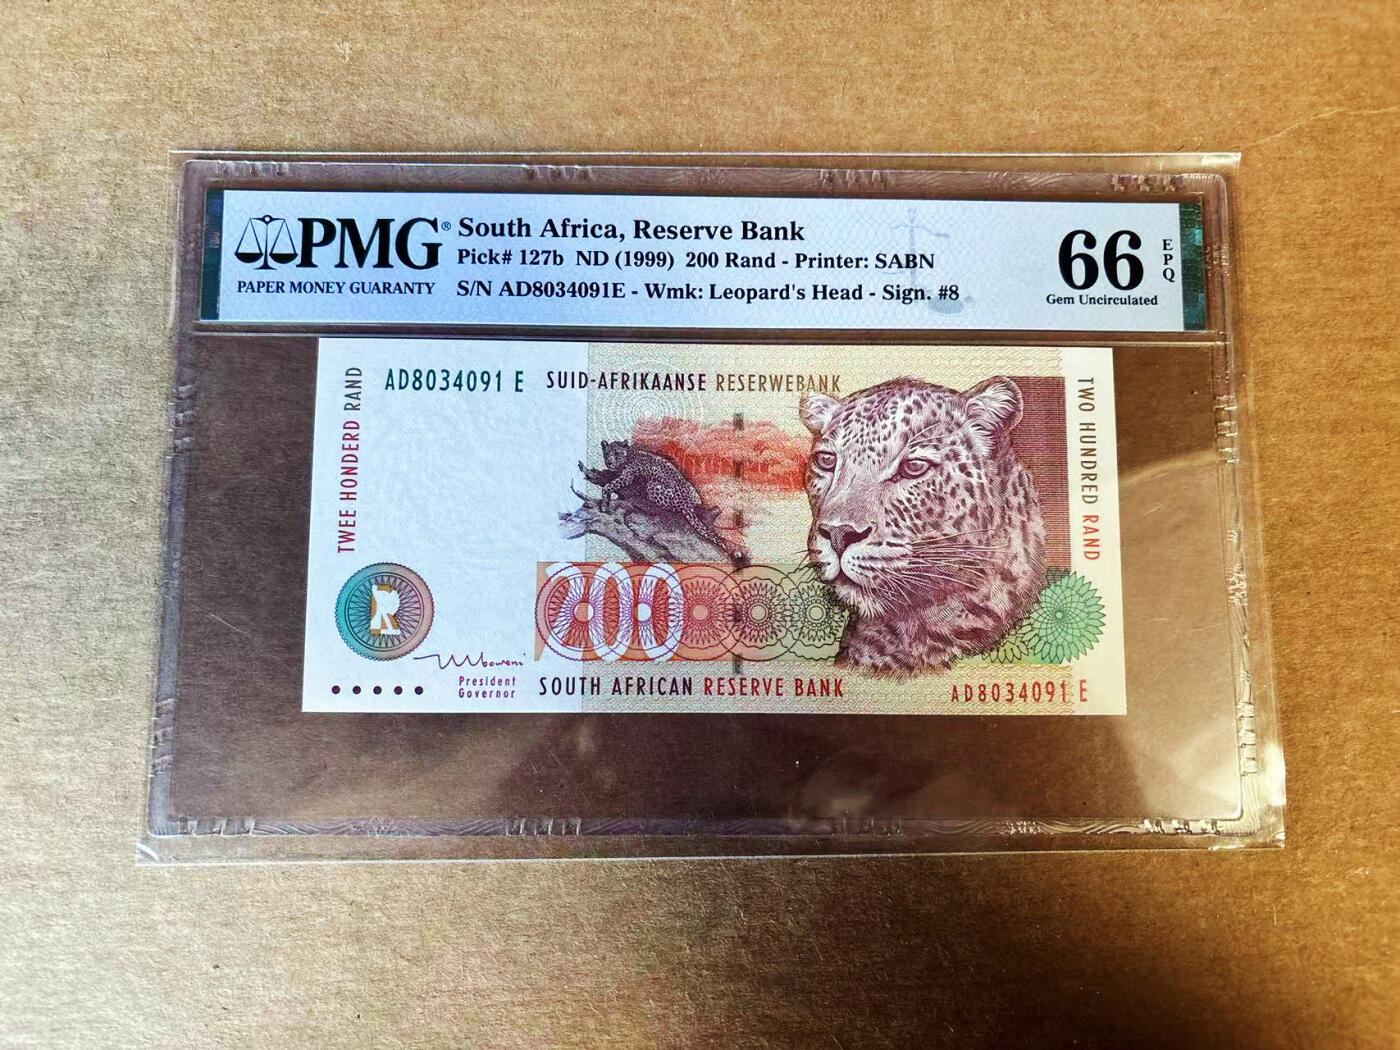 PMG®
PAPER MONEY GUARANTY
South Africa, Reserve Bank
Pick# 127b ND (1999) 200 Rand - Printer: SABN
S/N AD8034091E - Wmk: Leopard's Head - Sign. #8
66
EPQ
Gem Uncirculated
TWEE HONDERD RAND
AD8034091 E
SUID-AFRIKAANSE RESERWEBANK
TWO HUNDRED RAND
R
200
President
Governor
SOUTH AFRICAN RESERVE BANK
AD8034091 E